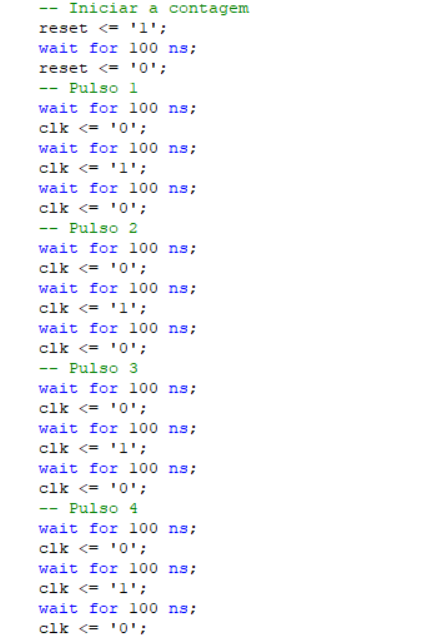 -- Iniciar a contagem
reset <= '1';
wait for 100 ns;
reset <= '0';
-- Pulso 1
wait for 100 ns;
clk <= '0';
wait for 100 ns;
clk <= '1';
wait for 100 ns;
clk <= '0';
-- Pulso 2
wait for 100 ns;
clk <= '0';
wait for 100 ns;
clk <= '1';
wait for 100 ns;
clk <= '0';
-- Pulso 3
wait for 100 ns;
clk <= '0';
wait for 100 ns;
clk <= '1';
wait for 100 ns;
clk <= '0';
-- Pulso 4
wait for 100 ns;
clk <= '0';
wait for 100 ns;
clk <= '1';
wait for 100 ns;
clk <= '0';